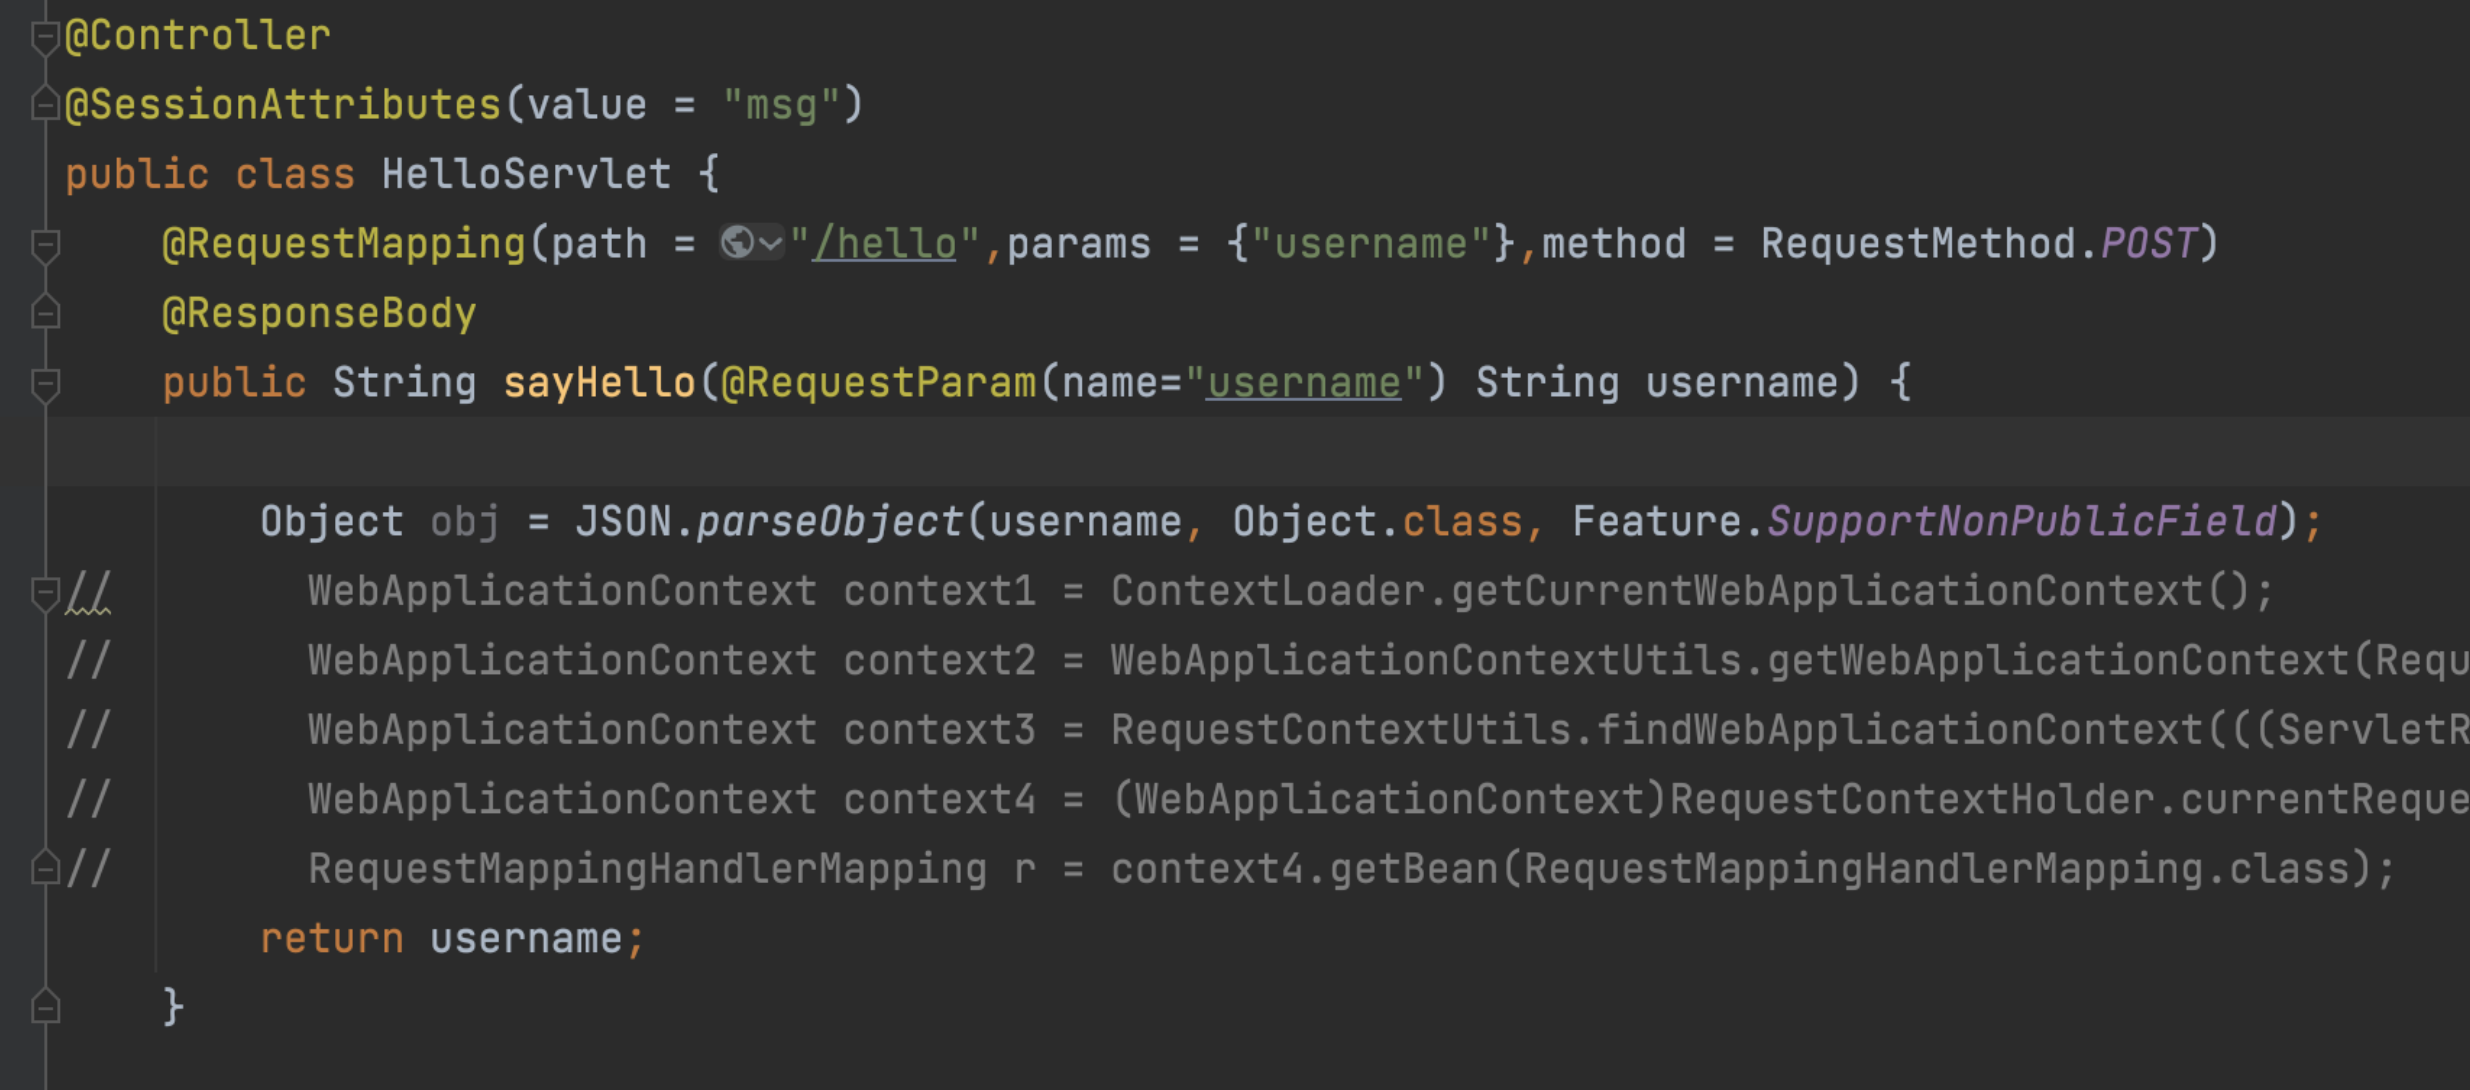 @Controller
@SessionAttributes(value = "msg")
public class HelloServlet {
@RequestMapping(path = "/hello",params = {"username"},method = RequestMethod.POST)
@ResponseBody
public String sayHello(@RequestParam(name="username") String username) {
Object obj = JSON.parseObject(username, Object.class, Feature.SupportNonPublicField);
// WebApplicationContext context1 = ContextLoader.getCurrentWebApplicationContext();
// WebApplicationContext context2 = WebApplicationContextUtils.getWebApplicationContext(Requ
// WebApplicationContext context3 = RequestContextUtils.findWebApplicationContext(((ServletR
// WebApplicationContext context4 = (WebApplicationContext)RequestContextHolder.currentReque
// RequestMappingHandlerMapping r = context4.getBean(RequestMappingHandlerMapping.class);
return username;
}